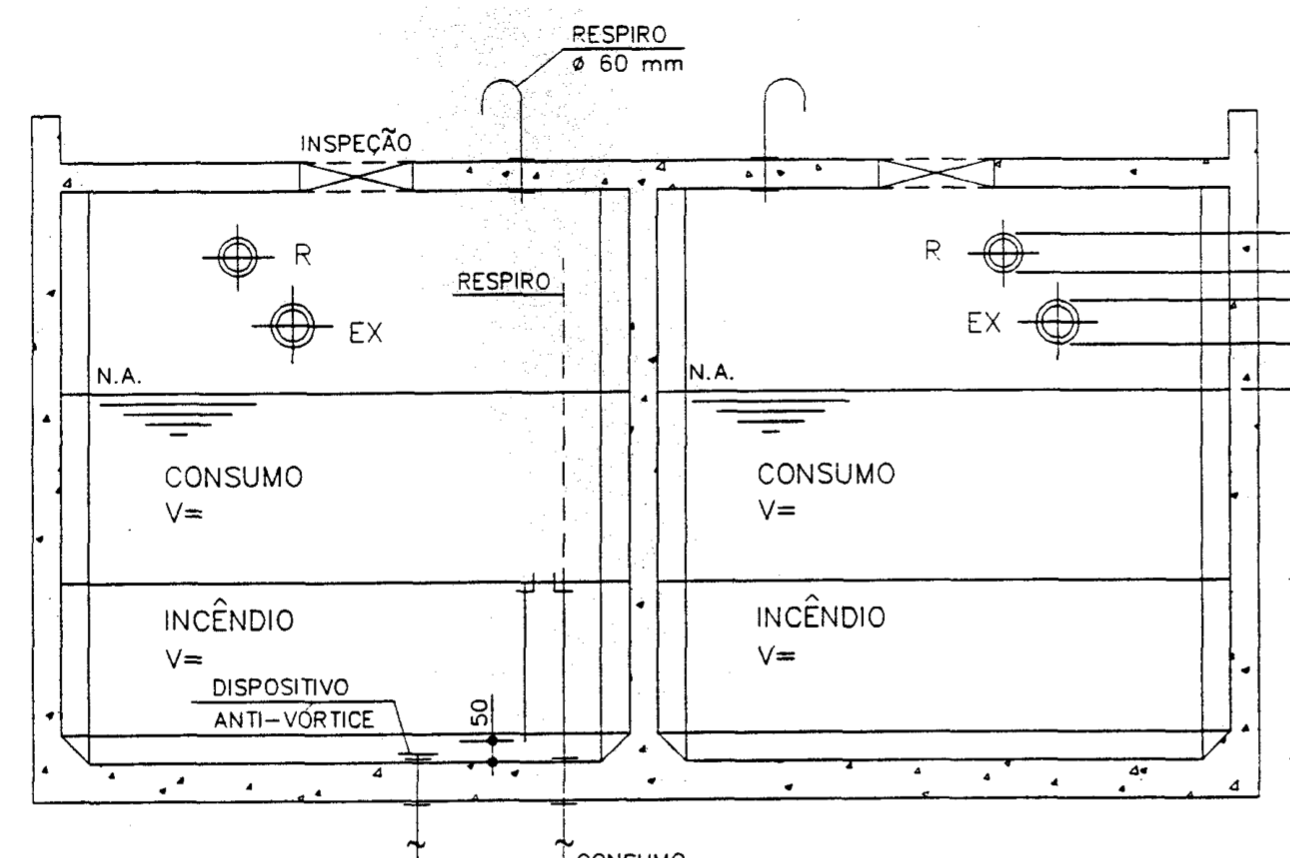 RESPIRO
ø 60 mm
INSPEÇÃO
R
R
RESPIRO
EX
EX
N.A.
N.A.
CONSUMO
V=
CONSUMO
V=
INCÊNDIO
V=
INCÊNDIO
V=
DISPOSITIVO
ANTI-VÓRTICE
50
CONSUMO